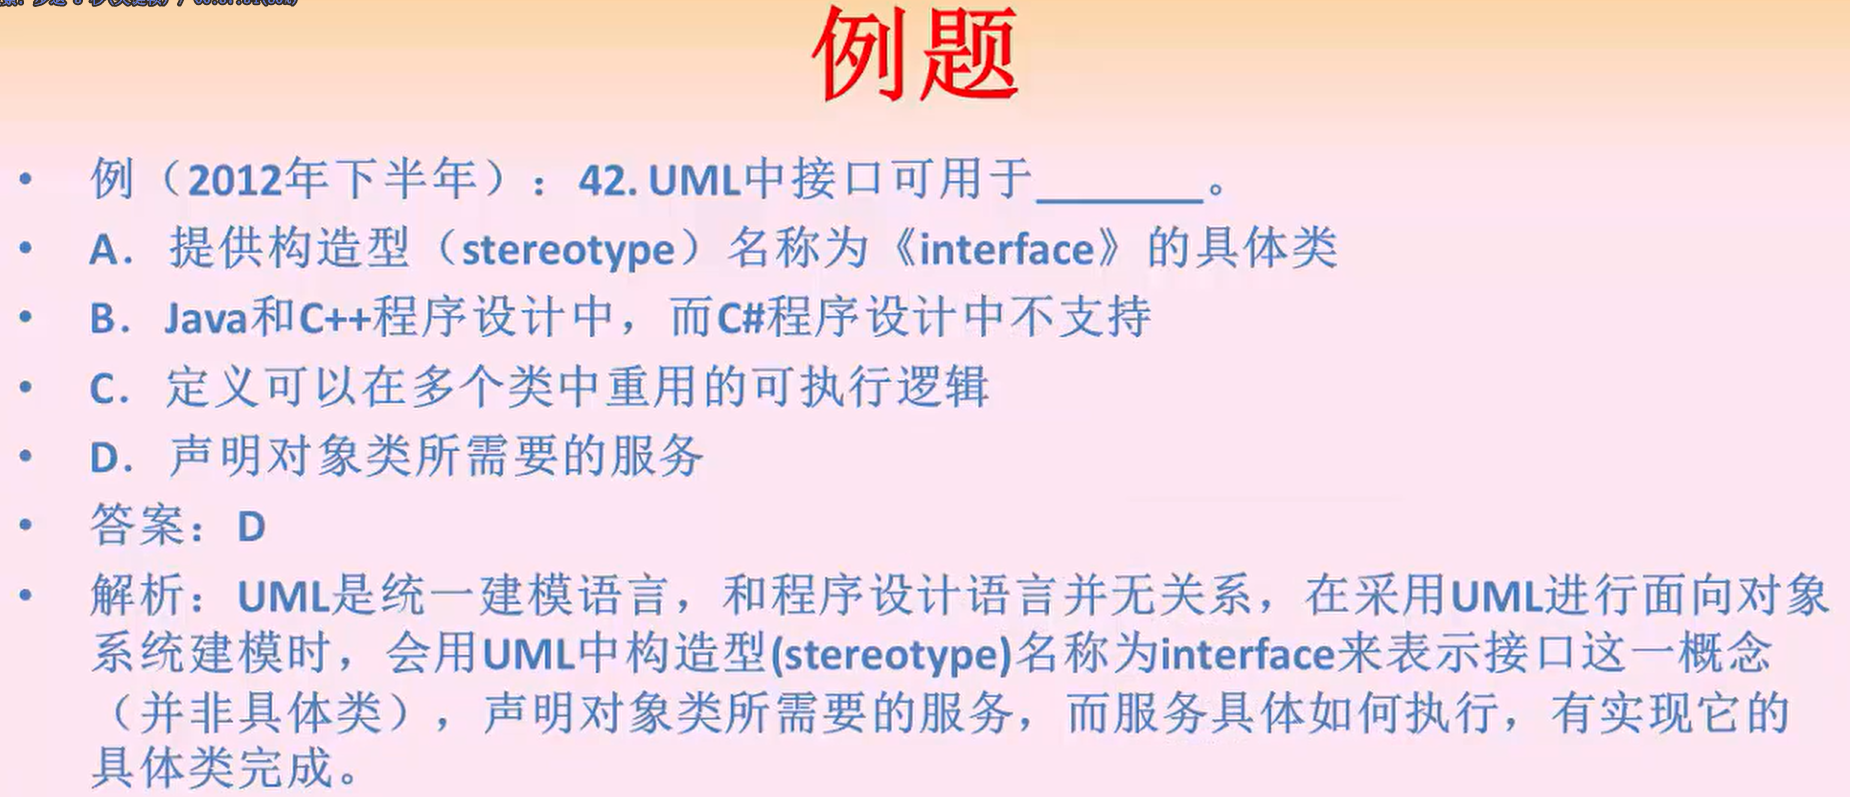 例题
• 例（2012年下半年）：42. UML中接口可用于_______。
• A．提供构造型（stereotype）名称为《interface》的具体类
• B．Java和C++程序设计中，而C#程序设计中不支持
• C．定义可以在多个类中重用的可执行逻辑
• D．声明对象类所需要的服务
• 答案：D
• 解析：UML是统一建模语言，和程序设计语言并无关系，在采用UML进行面向对象
系统建模时，会用UML中构造型(stereotype)名称为interface来表示接口这一概念
（并非具体类），声明对象类所需要的服务，而服务具体如何执行，有实现它的
具体类完成。